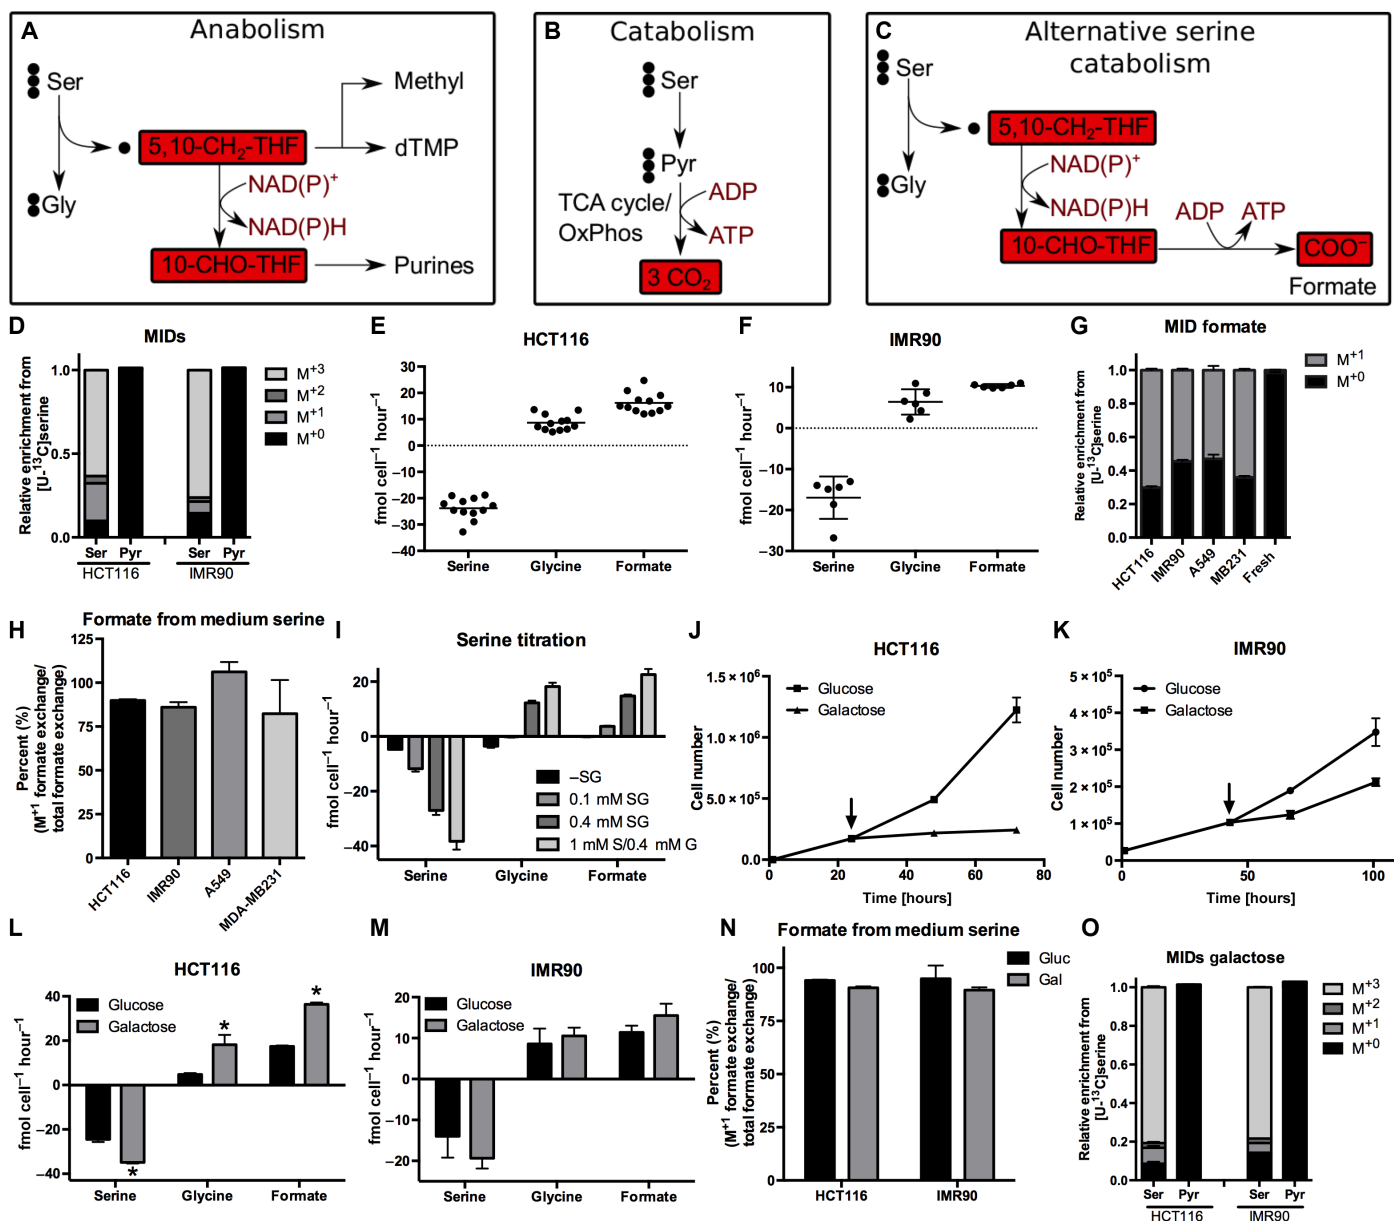 A
Anabolism
Ser
Methyl
5,10-CH2-THF
dTMP
NAD(P)+
Gly
NAD(P)H
10-CHO-THF
Purines
B
Catabolism
Ser
Pyr
TCA cycle/
OxPhos
ADP
ATP
3 CO2
C
Alternative serine
catabolism
Ser
5,10-CH2-THF
NAD(P)+
Gly
NAD(P)H
ADP
ATP
10-CHO-THF
COO–
Formate
D
MIDs
Relative enrichment from
[U-13C]serine
1.0
0.5
0.0
Ser
Pyr
Ser
Pyr
HCT116
IMR90
M+3
M+2
M+1
M+0
E
HCT116
fmol cell–1 hour–1
30
20
10
0
–10
–20
–30
–40
Serine
Glycine
Formate
F
IMR90
fmol cell–1 hour–1
10
0
–10
–20
–30
Serine
Glycine
Formate
G
MID formate
Relative enrichment from
[U-13C]serine
1.0
0.8
0.6
0.4
0.2
0.0
HCT116
IMR90
A549
MB231
Fresh
M+1
M+0
H
Formate from medium serine
Percent (%)
(M+1 formate exchange/
total formate exchange)
125
100
75
50
25
0
HCT116
IMR90
A549
MDA-MB231
I
Serine titration
fmol cell–1 hour–1
20
0
–20
–40
–SG
0.1 mM SG
0.4 mM SG
1 mM S/0.4 mM G
Serine
Glycine
Formate
J
HCT116
Cell number
1.5 × 10⁶
1.0 × 10⁶
5.0 × 10⁵
0.0
Glucose
Galactose
0
20
40
60
80
Time [hours]
K
IMR90
Cell number
5 × 10⁵
4 × 10⁵
3 × 10⁵
2 × 10⁵
1 × 10⁵
0
Glucose
Galactose
0
50
100
Time [hours]
L
HCT116
fmol cell–1 hour–1
40
20
0
–20
–40
Glucose
Galactose
*
*
*
Serine
Glycine
Formate
M
IMR90
fmol cell–1 hour–1
20
10
0
–10
–20
Glucose
Galactose
Serine
Glycine
Formate
N
Formate from medium serine
Percent (%)
(M+1 formate exchange/
total formate exchange)
100
75
50
25
0
Gluc
Gal
HCT116
IMR90
O
MIDs galactose
Relative enrichment from
[U-13C]serine
1.0
0.8
0.6
0.4
0.2
0.0
M+3
M+2
M+1
M+0
Ser
Pyr
Ser
Pyr
HCT116
IMR90